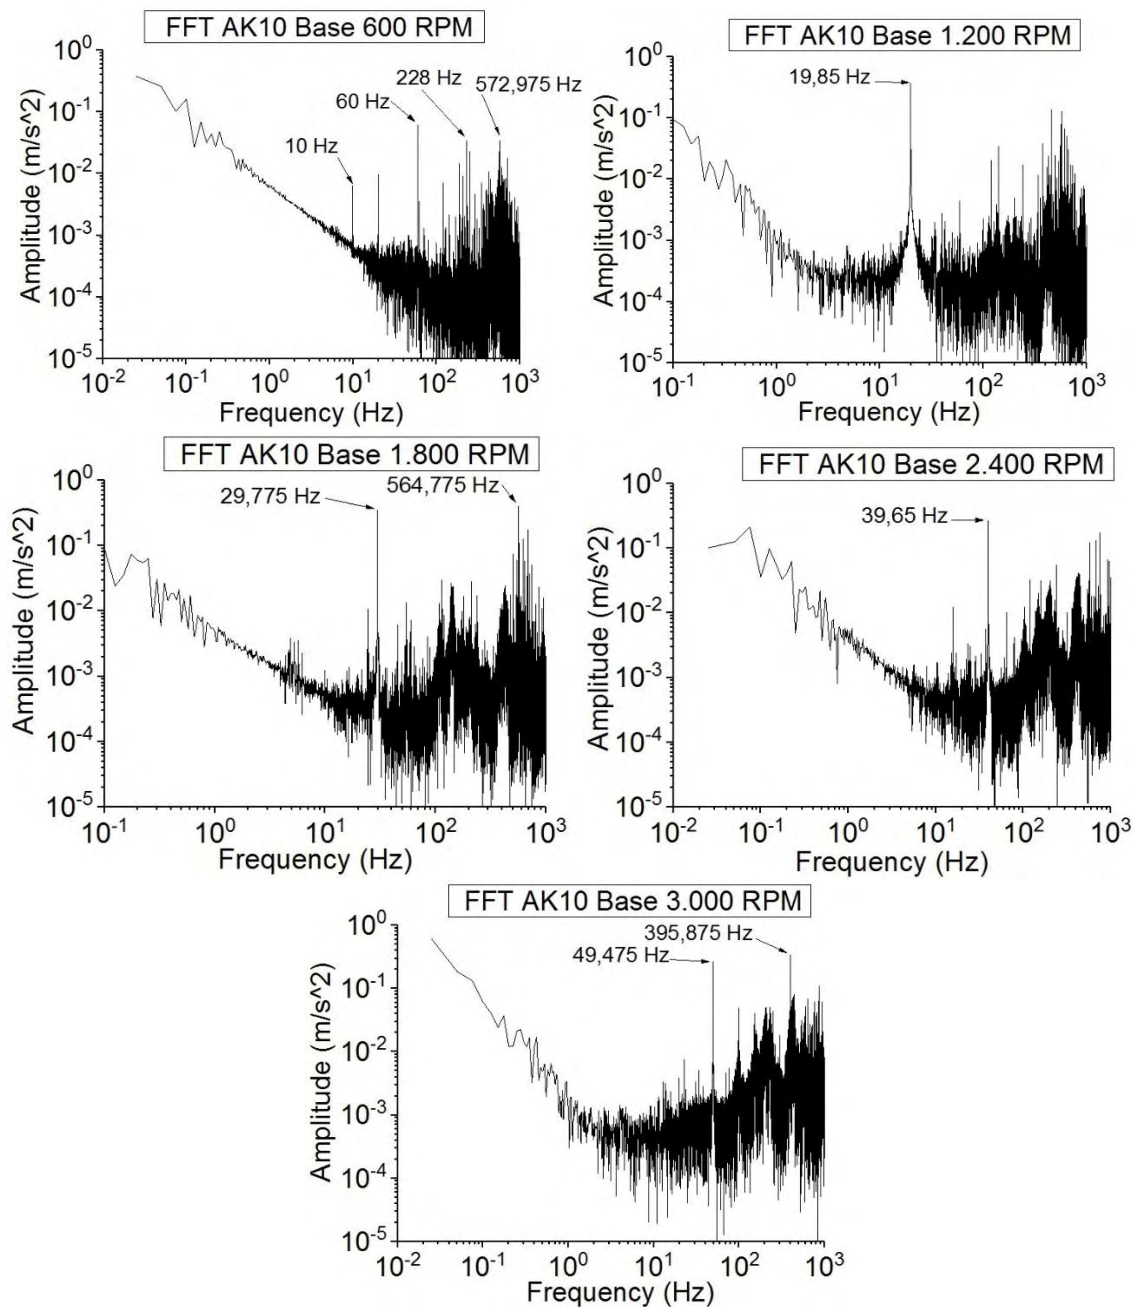 FFT AK10 Base 600 RPM
10 Hz
60 Hz
228 Hz
572,975 Hz
Amplitude (m/s^2)
10^0
10^-1
10^-2
10^-3
10^-4
10^-5
10^-2
10^-1
10^0
10^1
10^2
10^3
Frequency (Hz)
FFT AK10 Base 1.200 RPM
19,85 Hz
Amplitude (m/s^2)
10^0
10^-1
10^-2
10^-3
10^-4
10^-5
10^-1
10^0
10^1
10^2
10^3
Frequency (Hz)
FFT AK10 Base 1.800 RPM
29,775 Hz
564,775 Hz
Amplitude (m/s^2)
10^0
10^-1
10^-2
10^-3
10^-4
10^-5
10^-1
10^0
10^1
10^2
10^3
Frequency (Hz)
FFT AK10 Base 2.400 RPM
39,65 Hz
Amplitude (m/s^2)
10^0
10^-1
10^-2
10^-3
10^-4
10^-5
10^-2
10^-1
10^0
10^1
10^2
10^3
Frequency (Hz)
FFT AK10 Base 3.000 RPM
395,875 Hz
49,475 Hz
Amplitude (m/s^2)
10^0
10^-1
10^-2
10^-3
10^-4
10^-5
10^-2
10^-1
10^0
10^1
10^2
10^3
Frequency (Hz)